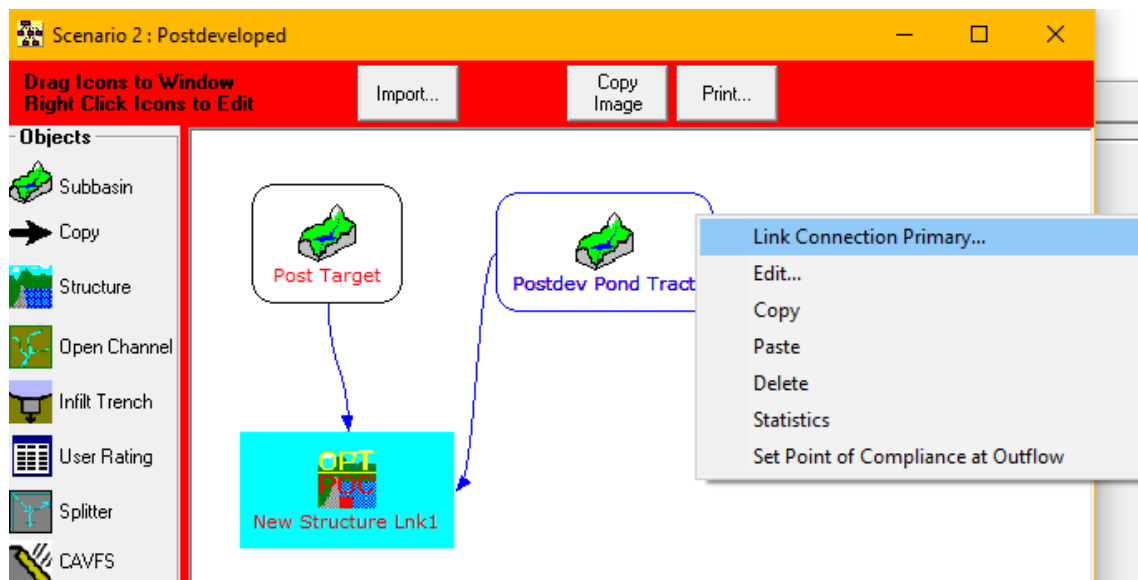 Scenario 2 : Postdeveloped
Drag Icons to Window
Right Click Icons to Edit
Import...
Copy
Image
Print...
Objects
Subbasin
Copy
Structure
Open Channel
Infilt Trench
User Rating
Splitter
CAVFS
Post Target
Postdev Pond Tract
OPT
POC
New Structure Lnk1
Link Connection Primary...
Edit...
Copy
Paste
Delete
Statistics
Set Point of Compliance at Outflow